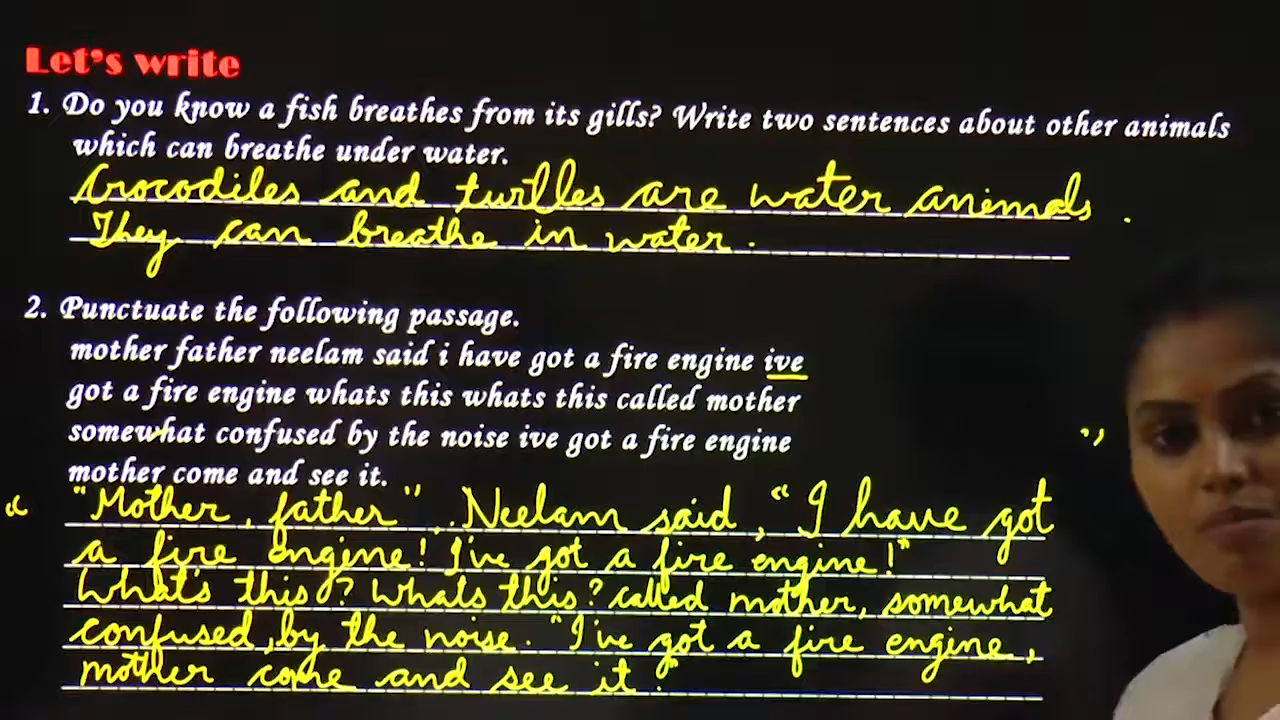 Let's write
1. Do you know a fish breathes from its gills? Write two sentences about other animals
which can breathe under water.
Crocodiles and turtles are water animals.
They can breathe in water.
2. Punctuate the following passage.
mother father neelam said i have got a fire engine ive
got a fire engine whats this whats this called mother
somewhat confused by the noise ive got a fire engine
mother come and see it.
" "Mother, father", Neelam said, "I have got
a fire engine! I've got a fire engine!"
What's this? What's this? called mother, somewhat
confused, by the noise. "I've got a fire engine,
mother come and see it."
"